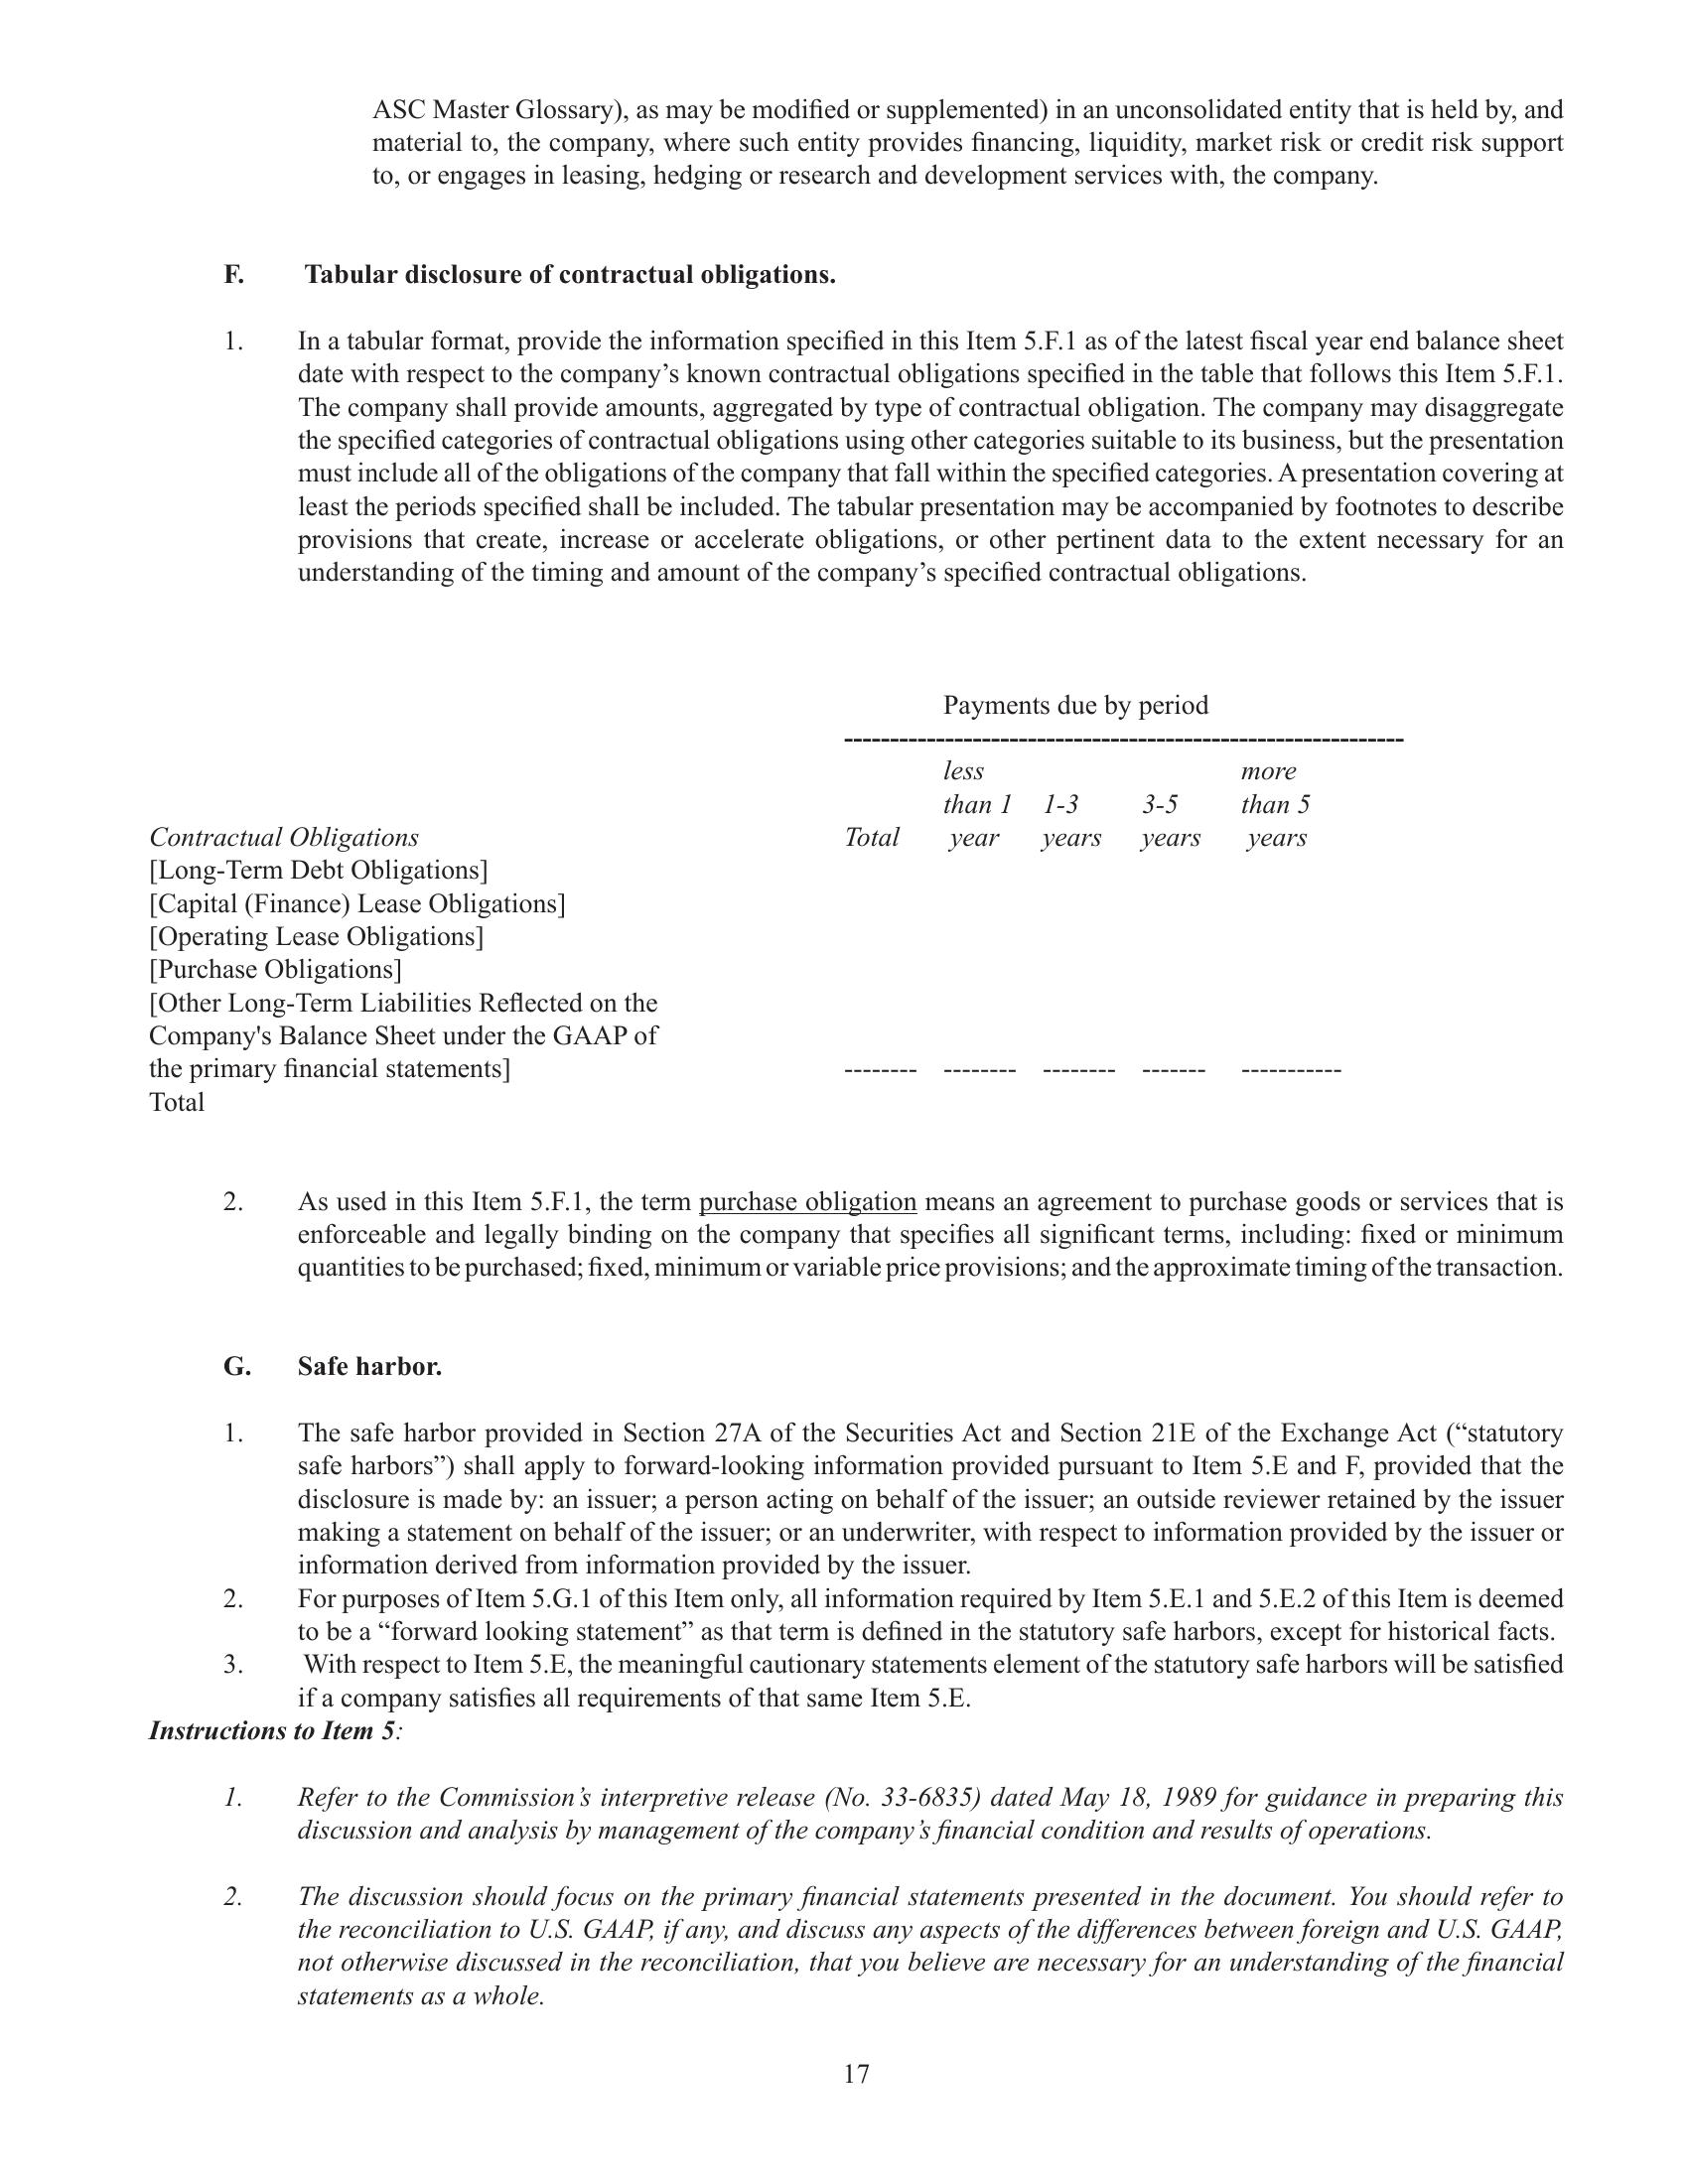 ASC Master Glossary), as may be modified or supplemented) in an unconsolidated entity that is held by, and
material to, the company, where such entity provides financing, liquidity, market risk or credit risk support
to, or engages in leasing, hedging or research and development services with, the company.
F. Tabular disclosure of contractual obligations.
1. In a tabular format, provide the information specified in this Item 5.F.1 as of the latest fiscal year end balance sheet
date with respect to the company’s known contractual obligations specified in the table that follows this Item 5.F.1.
The company shall provide amounts, aggregated by type of contractual obligation. The company may disaggregate
the specified categories of contractual obligations using other categories suitable to its business, but the presentation
must include all of the obligations of the company that fall within the specified categories. A presentation covering at
least the periods specified shall be included. The tabular presentation may be accompanied by footnotes to describe
provisions that create, increase or accelerate obligations, or other pertinent data to the extent necessary for an
understanding of the timing and amount of the company’s specified contractual obligations.
Payments due by period
-------------------------------------------------------------
less more
than 1 1-3 3-5 than 5
Contractual Obligations Total year years years years
[Long-Term Debt Obligations]
[Capital (Finance) Lease Obligations]
[Operating Lease Obligations]
[Purchase Obligations]
[Other Long-Term Liabilities Reflected on the
Company's Balance Sheet under the GAAP of
the primary financial statements] -------- -------- -------- ------- -----------
Total
2. As used in this Item 5.F.1, the term purchase obligation means an agreement to purchase goods or services that is
enforceable and legally binding on the company that specifies all significant terms, including: fixed or minimum
quantities to be purchased; fixed, minimum or variable price provisions; and the approximate timing of the transaction.
G. Safe harbor.
1. The safe harbor provided in Section 27A of the Securities Act and Section 21E of the Exchange Act (“statutory
safe harbors”) shall apply to forward-looking information provided pursuant to Item 5.E and F, provided that the
disclosure is made by: an issuer; a person acting on behalf of the issuer; an outside reviewer retained by the issuer
making a statement on behalf of the issuer; or an underwriter, with respect to information provided by the issuer or
information derived from information provided by the issuer.
2. For purposes of Item 5.G.1 of this Item only, all information required by Item 5.E.1 and 5.E.2 of this Item is deemed
to be a “forward looking statement” as that term is defined in the statutory safe harbors, except for historical facts.
3. With respect to Item 5.E, the meaningful cautionary statements element of the statutory safe harbors will be satisfied
if a company satisfies all requirements of that same Item 5.E.
Instructions to Item 5:
1. Refer to the Commission’s interpretive release (No. 33-6835) dated May 18, 1989 for guidance in preparing this
discussion and analysis by management of the company’s financial condition and results of operations.
2. The discussion should focus on the primary financial statements presented in the document. You should refer to
the reconciliation to U.S. GAAP, if any, and discuss any aspects of the differences between foreign and U.S. GAAP,
not otherwise discussed in the reconciliation, that you believe are necessary for an understanding of the financial
statements as a whole.
17